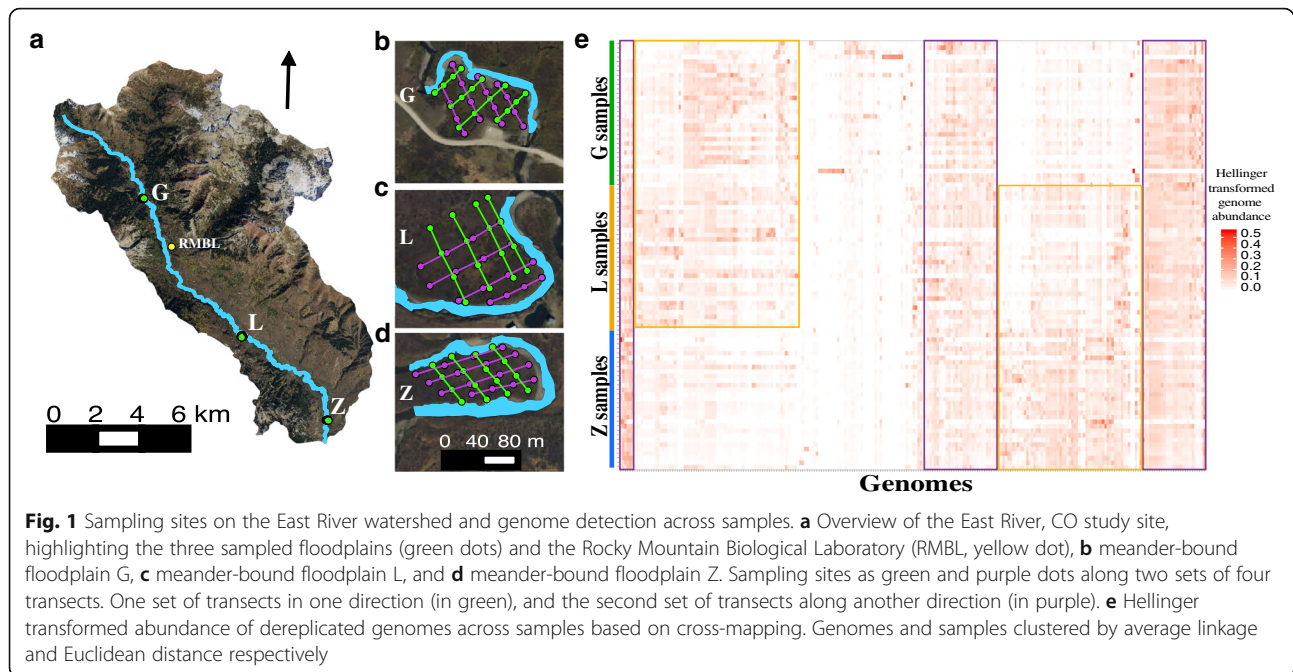 a
G
RMBL
L
Z
0 2 4 6 km
b
G
c
L
d
Z
0 40 80 m
e
G samples
L samples
Z samples
Genomes
Hellinger
transformed
genome
abundance
0.5
0.4
0.3
0.2
0.1
0.0
Fig. 1 Sampling sites on the East River watershed and genome detection across samples. a Overview of the East River, CO study site,
highlighting the three sampled floodplains (green dots) and the Rocky Mountain Biological Laboratory (RMBL, yellow dot), b meander-bound
floodplain G, c meander-bound floodplain L, and d meander-bound floodplain Z. Sampling sites as green and purple dots along two sets of four
transects. One set of transects in one direction (in green), and the second set of transects along another direction (in purple). e Hellinger
transformed abundance of dereplicated genomes across samples based on cross-mapping. Genomes and samples clustered by average linkage
and Euclidean distance respectively